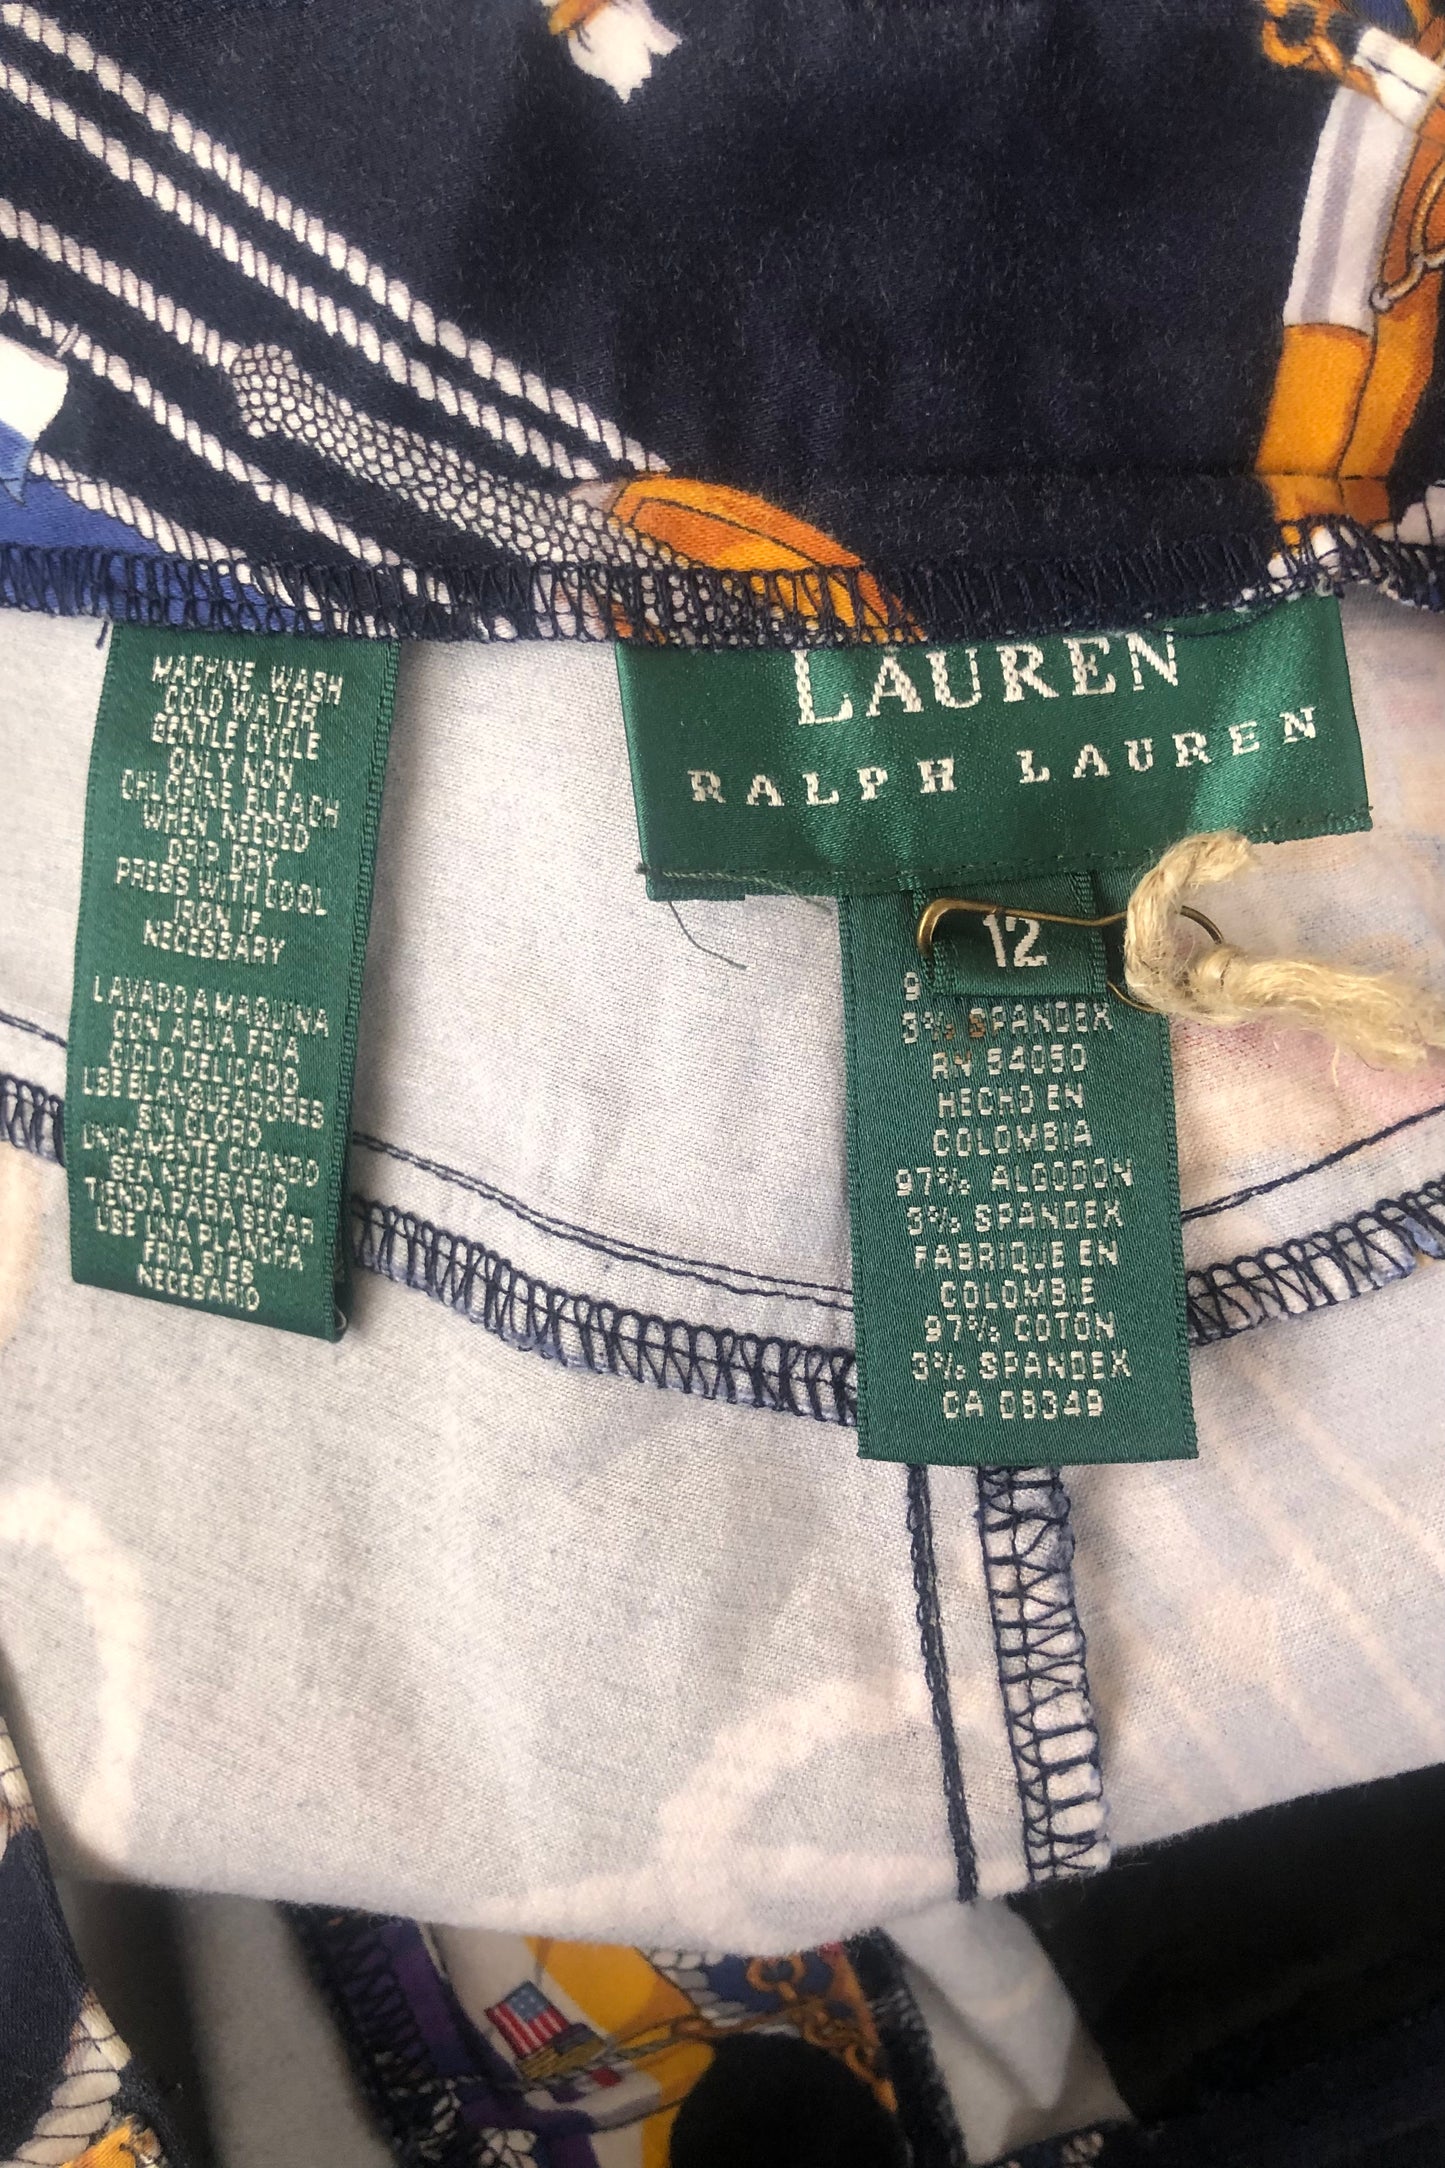 MACHINE WASH
COLD WATER
GENTLE CYCLE
ONLY NON
CHLORINE BLEACH
WHEN NEEDED
DRIP DRY
PRESS WITH COOL
IRON IF
NECESSARY
LAVADO A MAQUINA
CON AGUA FRIA
CICLO DELICADO
USE BLANQUEADORES
SIN CLORO
UNICAMENTE CUANDO
SEA NECESARIO
TIENDA PARA SECAR
USE UNA PLANCHA
FRIA SI ES
NECESARIO
LAUREN
RALPH LAUREN
12
9
3% SPANDEX
RN 54050
HECHO EN
COLOMBIA
97% ALGODON
3% SPANDEX
FABRIQUE EN
COLOMBIE
97% COTON
3% SPANDEX
CA 08349